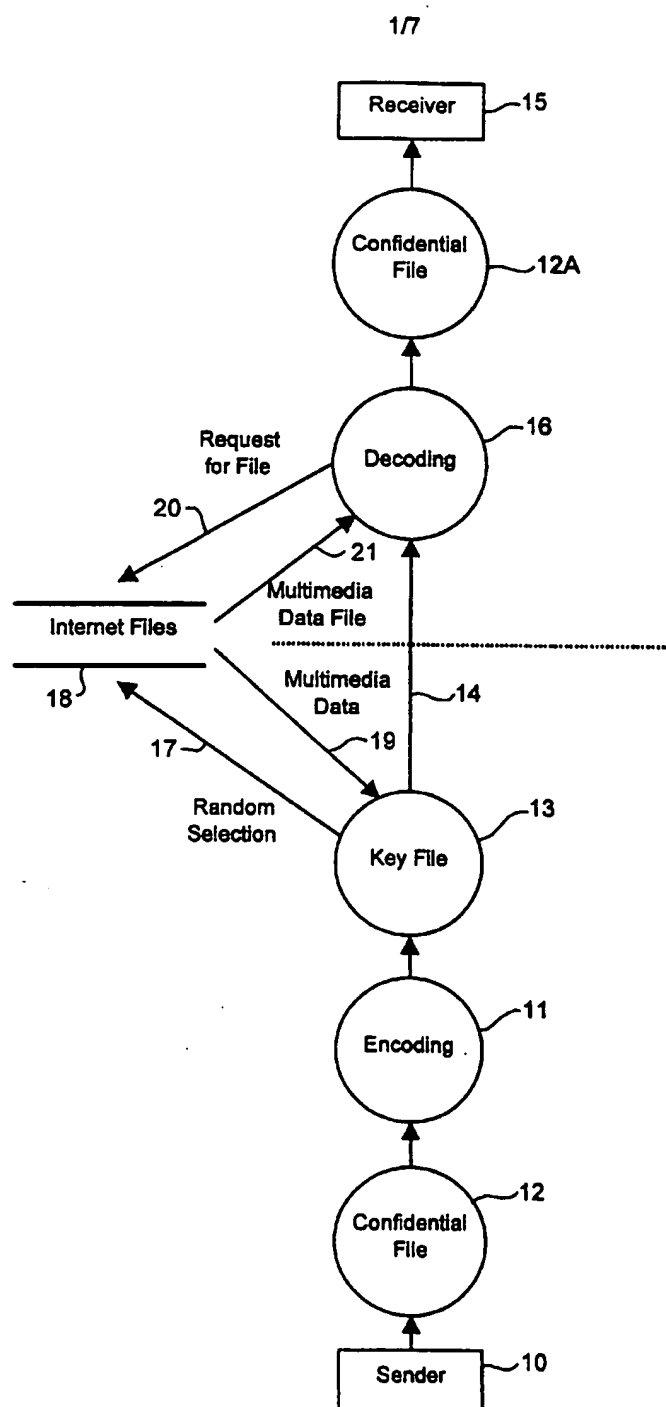 1/7
Receiver
15
Confidential
File
12A
16
Request
for File
Decoding
20
21
Multimedia
Data File
Internet Files
18
Multimedia
Data
14
17
19
Random
Selection
13
Key File
11
Encoding
12
Confidential
File
10
Sender